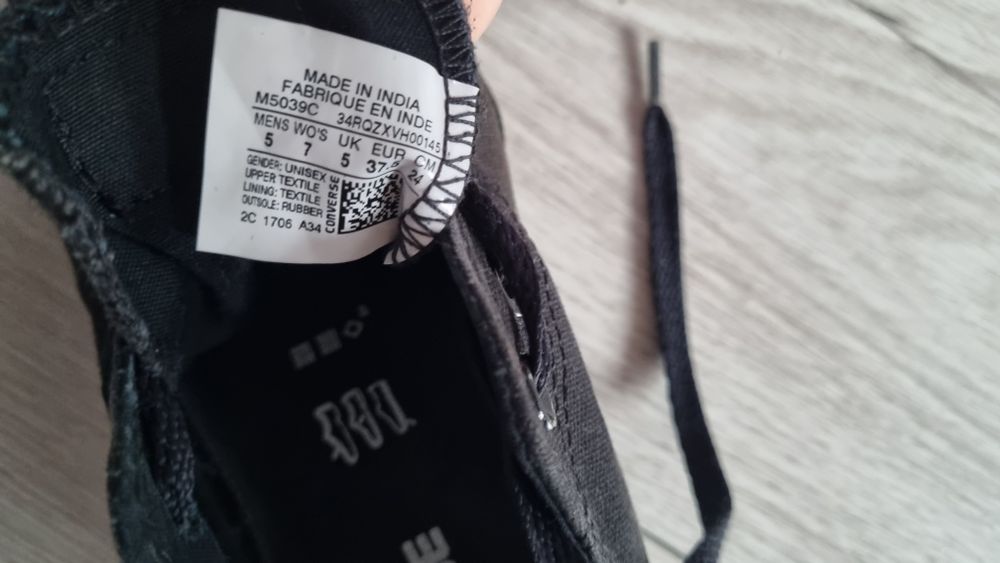 MADE IN INDIA
FABRIQUE EN INDE
M5039C 34RQZXVH00145
MENS WO'S UK EUR CM
5 7 5 37.5 24
GENDER: UNISEX
UPPER TEXTILE
LINING: TEXTILE
OUTSOLE: RUBBER
2C 1706 A34
CONVERSE